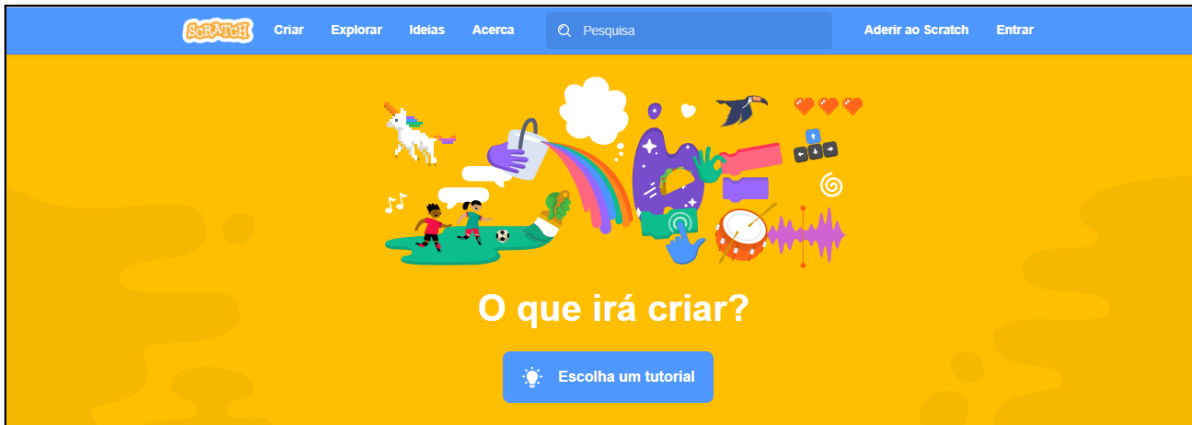 SCRATCH Criar Explorar Ideias Acerca Pesquisa Aderir ao Scratch Entrar
O que irá criar?
Escolha um tutorial